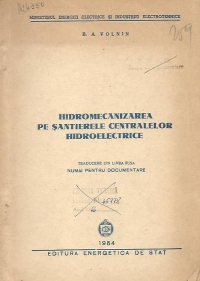 MINISTERUL ENERGIEI ELECTRICE ȘI INDUSTRIEI ELECTROTEHNICE
B. A. VOLNIN
HIDROMECANIZAREA
PE ȘANTIERELE CENTRALELOR
HIDROELECTRICE
TRADUCERE DIN LIMBA RUSĂ
NUMAI PENTRU DOCUMENTARE
1954
EDITURA ENERGETICA DE STAT